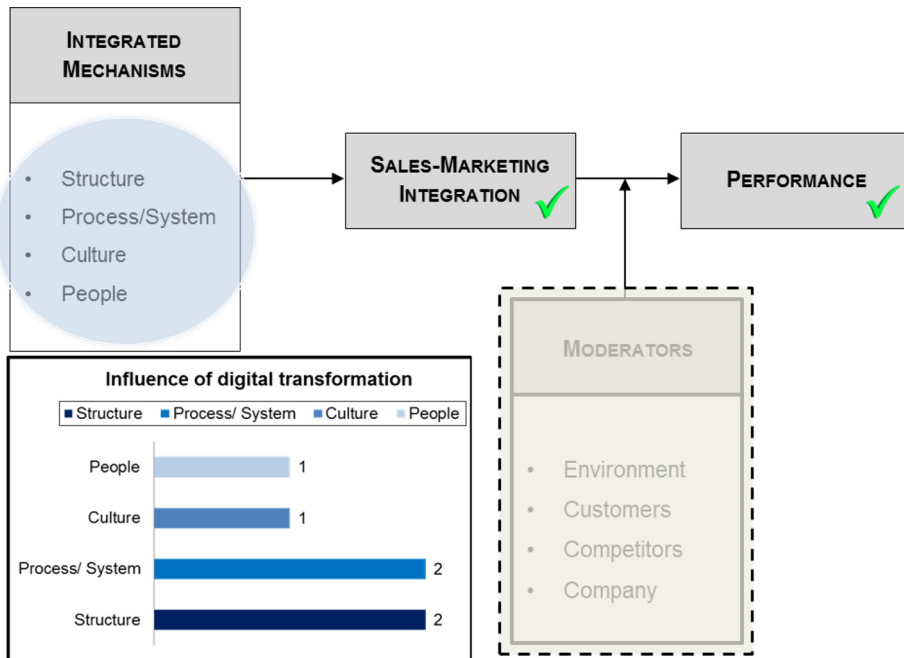 INTEGRATED
MECHANISMS
• Structure
• Process/System
• Culture
• People
SALES-MARKETING
INTEGRATION
PERFORMANCE
MODERATORS
• Environment
• Customers
• Competitors
• Company
Influence of digital transformation
Structure Process/ System Culture People
People 1
Culture 1
Process/ System 2
Structure 2